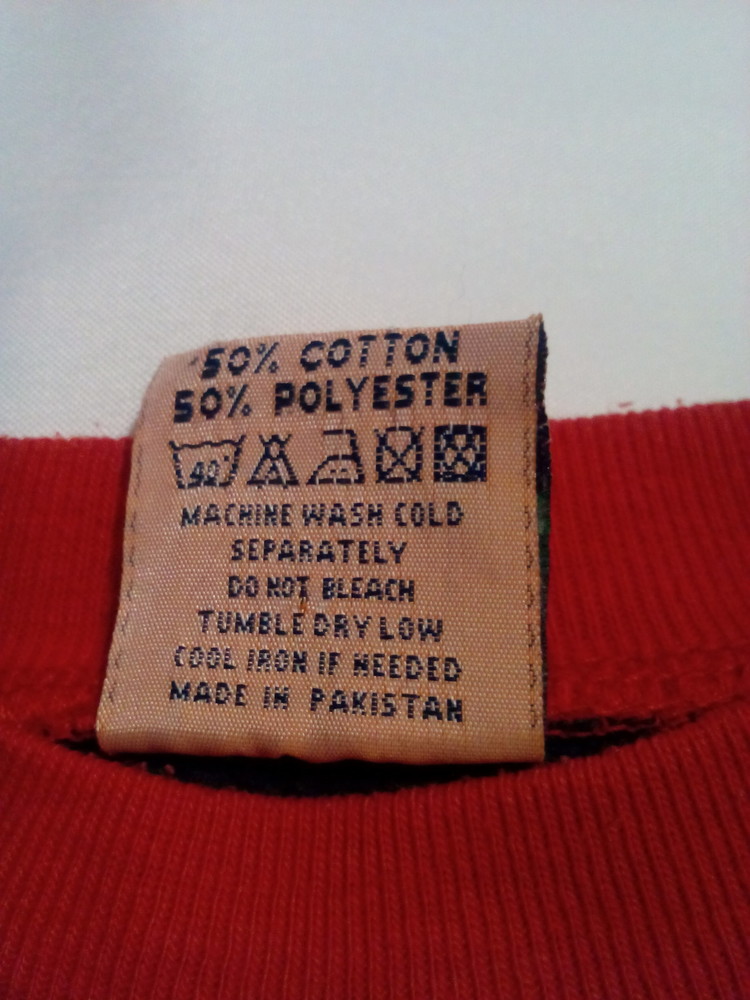 50% COTTON
50% POLYESTER
40°
MACHINE WASH COLD
SEPARATELY
DO NOT BLEACH
TUMBLE DRY LOW
COOL IRON IF NEEDED
MADE IN PAKISTAN